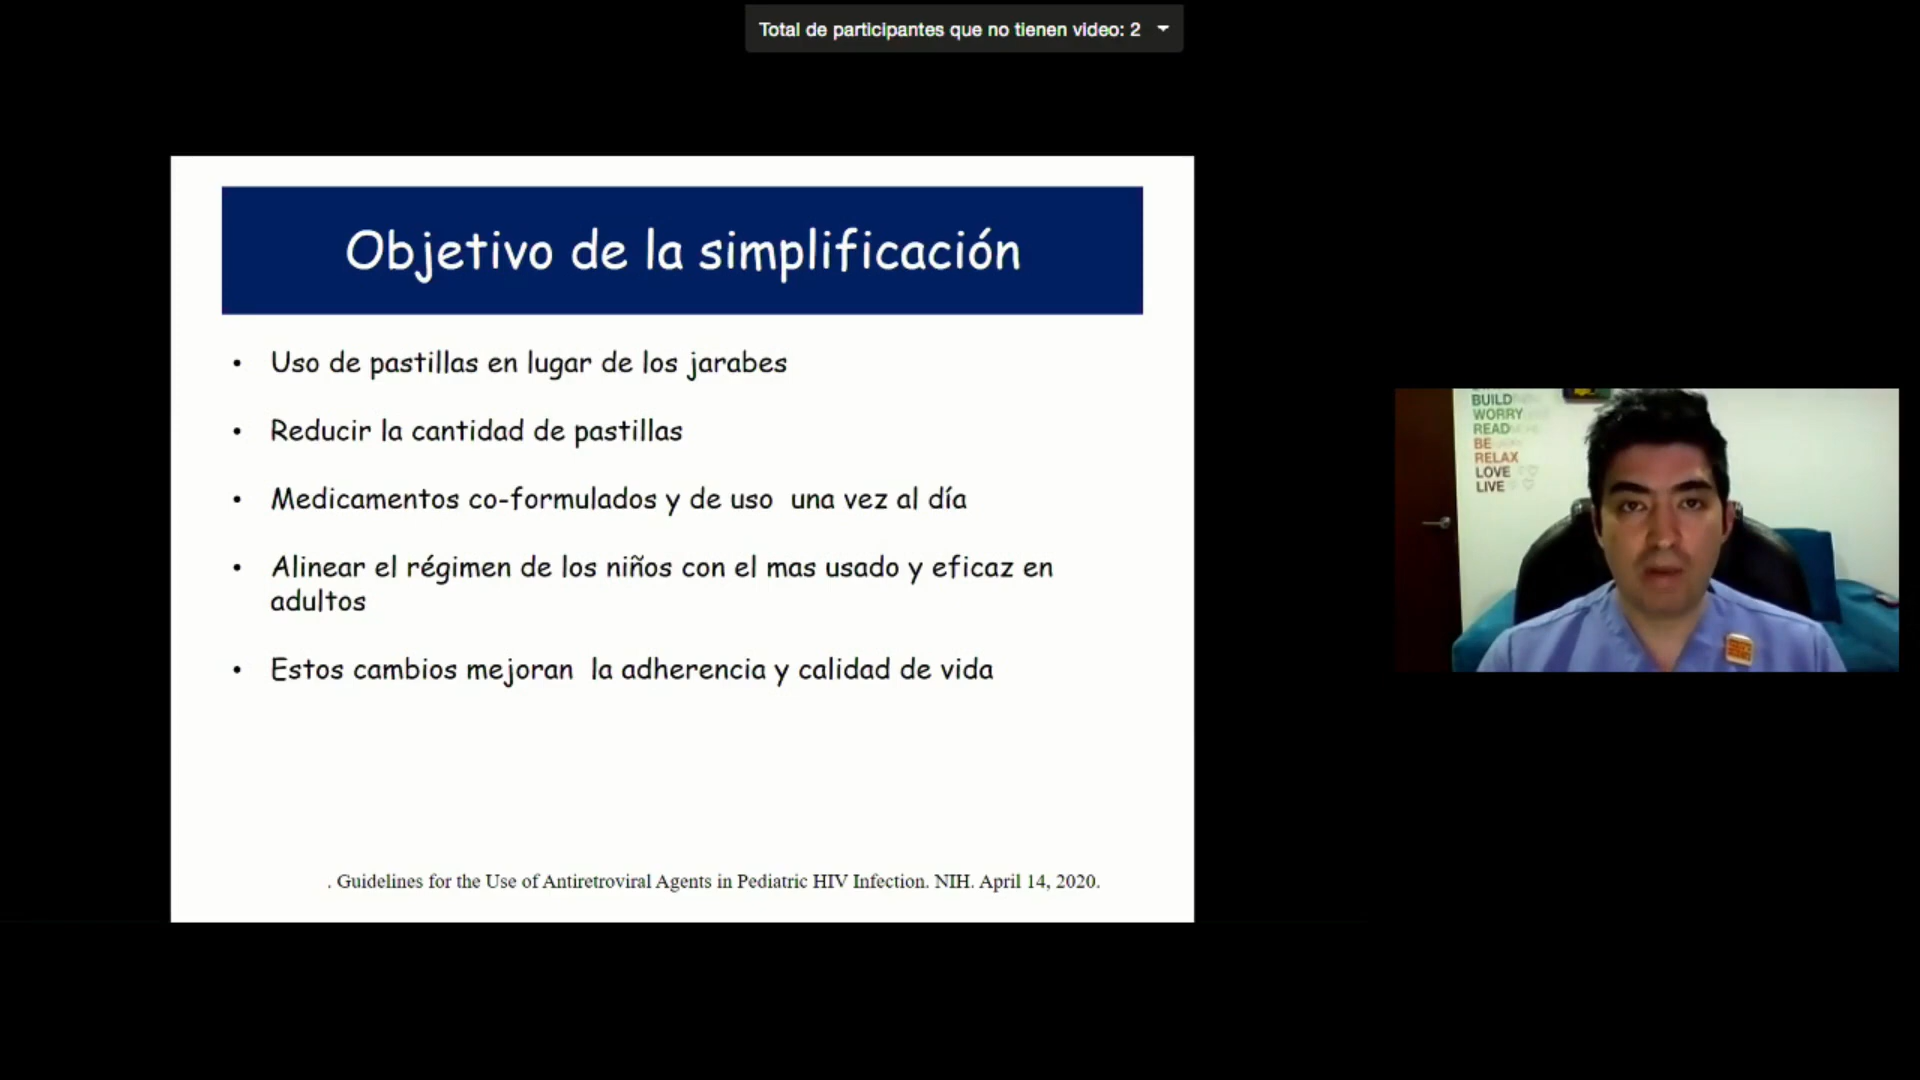 Total de participantes que no tienen video: 2
Objetivo de la simplificación
• Uso de pastillas en lugar de los jarabes
• Reducir la cantidad de pastillas
• Medicamentos co-formulados y de uso una vez al día
• Alinear el régimen de los niños con el mas usado y eficaz en
adultos
• Estos cambios mejoran la adherencia y calidad de vida
. Guidelines for the Use of Antiretroviral Agents in Pediatric HIV Infection. NIH. April 14, 2020.
BUILD
WORRY
READ
BE
RELAX
LOVE
LIVE